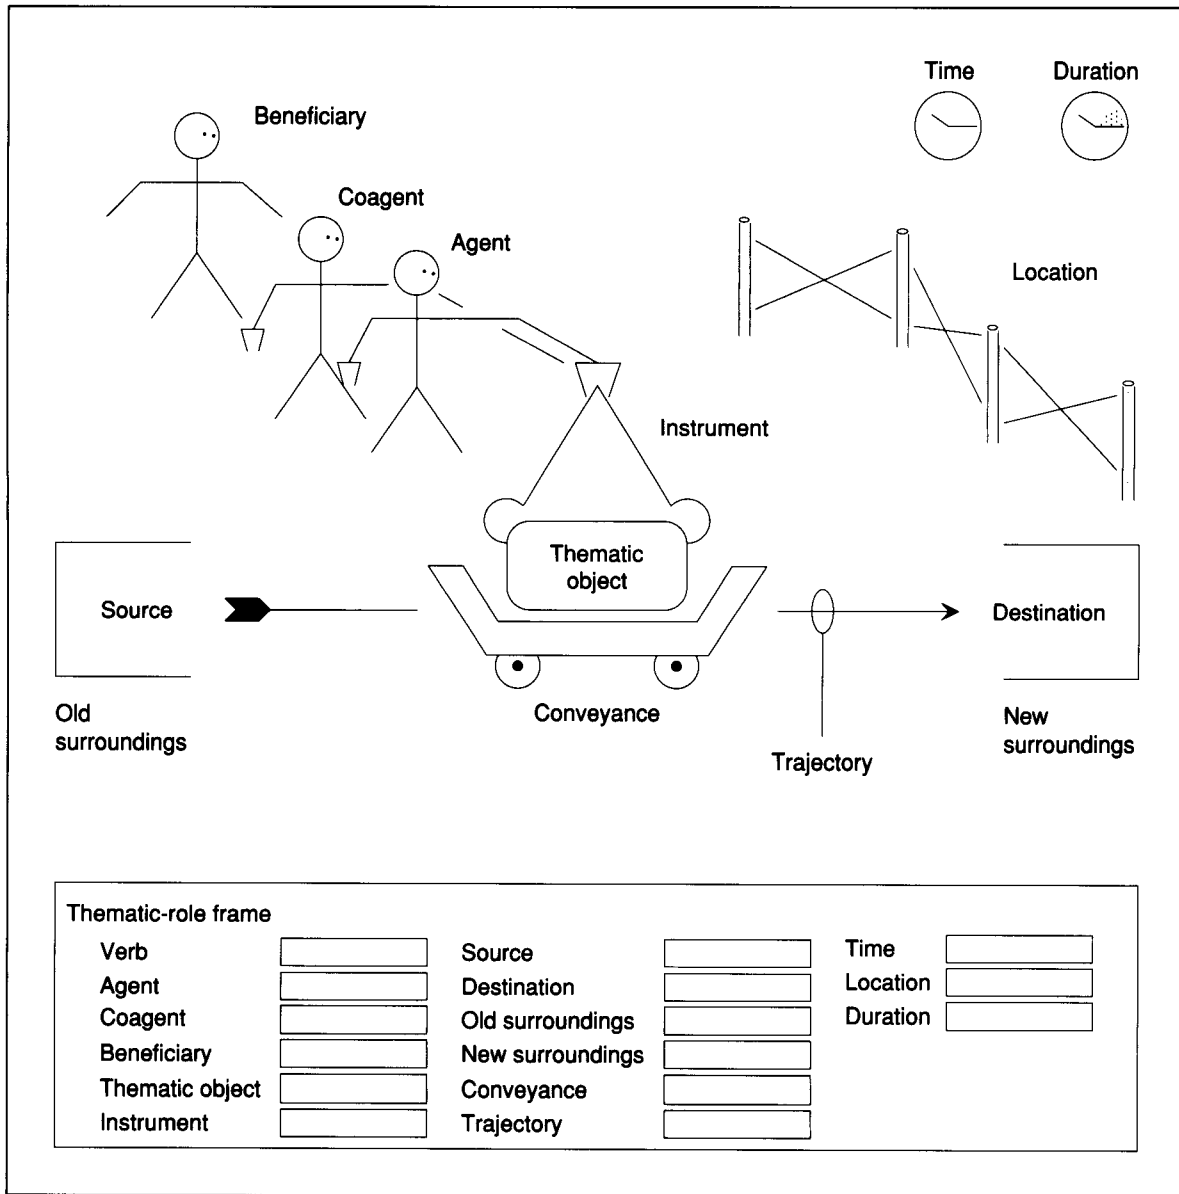 Time
Duration
Beneficiary
Coagent
Agent
Location
Instrument
Thematic
object
Source
Destination
Old
surroundings
Conveyance
New
surroundings
Trajectory
Thematic-role frame
Verb
Source
Time
Agent
Destination
Location
Coagent
Old surroundings
Duration
Beneficiary
New surroundings
Thematic object
Conveyance
Instrument
Trajectory